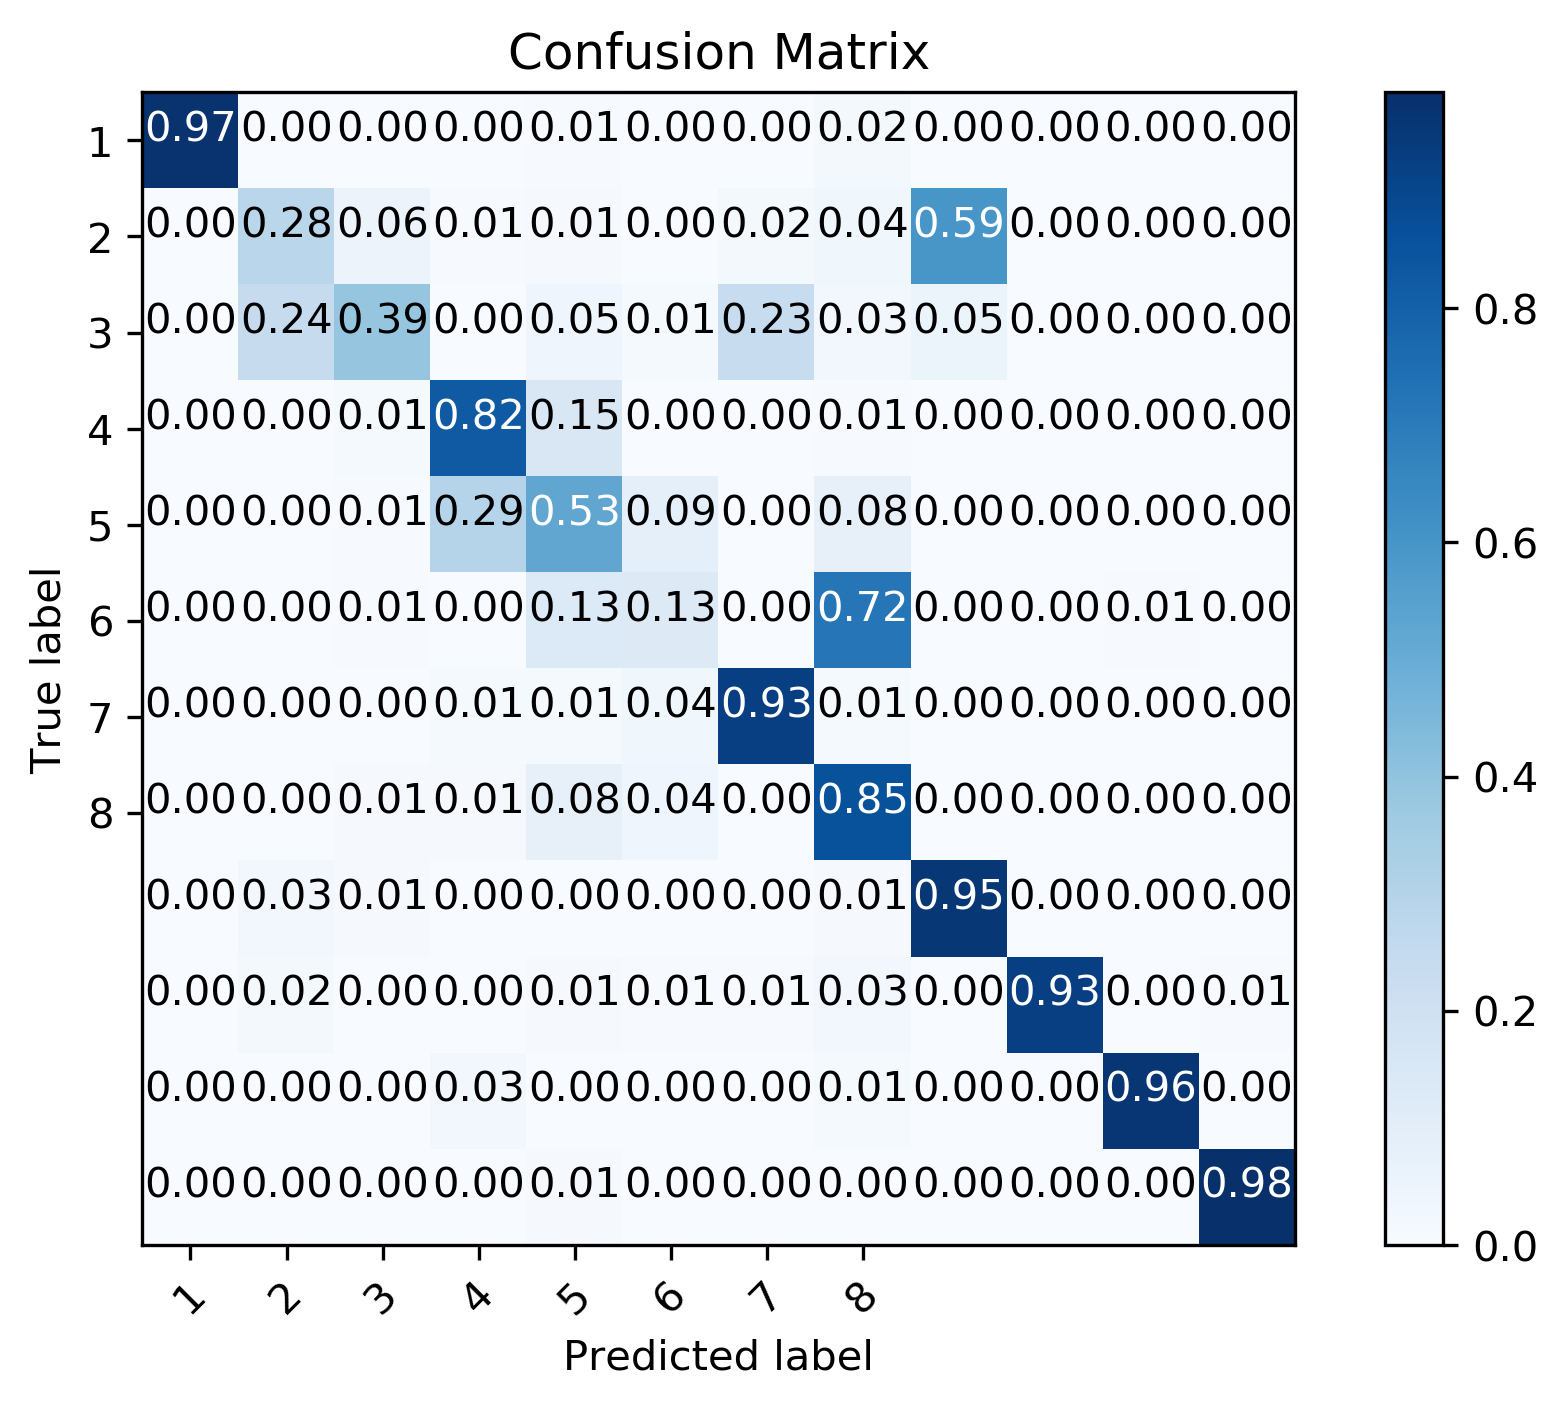 Confusion Matrix
1 0.97 0.00 0.00 0.00 0.01 0.00 0.00 0.02 0.00 0.00 0.00 0.00
2 0.00 0.28 0.06 0.01 0.01 0.00 0.02 0.04 0.59 0.00 0.00 0.00
3 0.00 0.24 0.39 0.00 0.05 0.01 0.23 0.03 0.05 0.00 0.00 0.00
4 0.00 0.00 0.01 0.82 0.15 0.00 0.00 0.01 0.00 0.00 0.00 0.00
5 0.00 0.00 0.01 0.29 0.53 0.09 0.00 0.08 0.00 0.00 0.00 0.00
6 0.00 0.00 0.01 0.00 0.13 0.13 0.00 0.72 0.00 0.00 0.01 0.00
7 0.00 0.00 0.00 0.01 0.01 0.04 0.93 0.01 0.00 0.00 0.00 0.00
8 0.00 0.00 0.01 0.01 0.08 0.04 0.00 0.85 0.00 0.00 0.00 0.00
0.00 0.03 0.01 0.00 0.00 0.00 0.00 0.01 0.95 0.00 0.00 0.00
0.00 0.02 0.00 0.00 0.01 0.01 0.01 0.03 0.00 0.93 0.00 0.01
0.00 0.00 0.00 0.03 0.00 0.00 0.00 0.01 0.00 0.00 0.96 0.00
0.00 0.00 0.00 0.00 0.01 0.00 0.00 0.00 0.00 0.00 0.00 0.98
1 2 3 4 5 6 7 8
Predicted label
True label
0.8
0.6
0.4
0.2
0.0